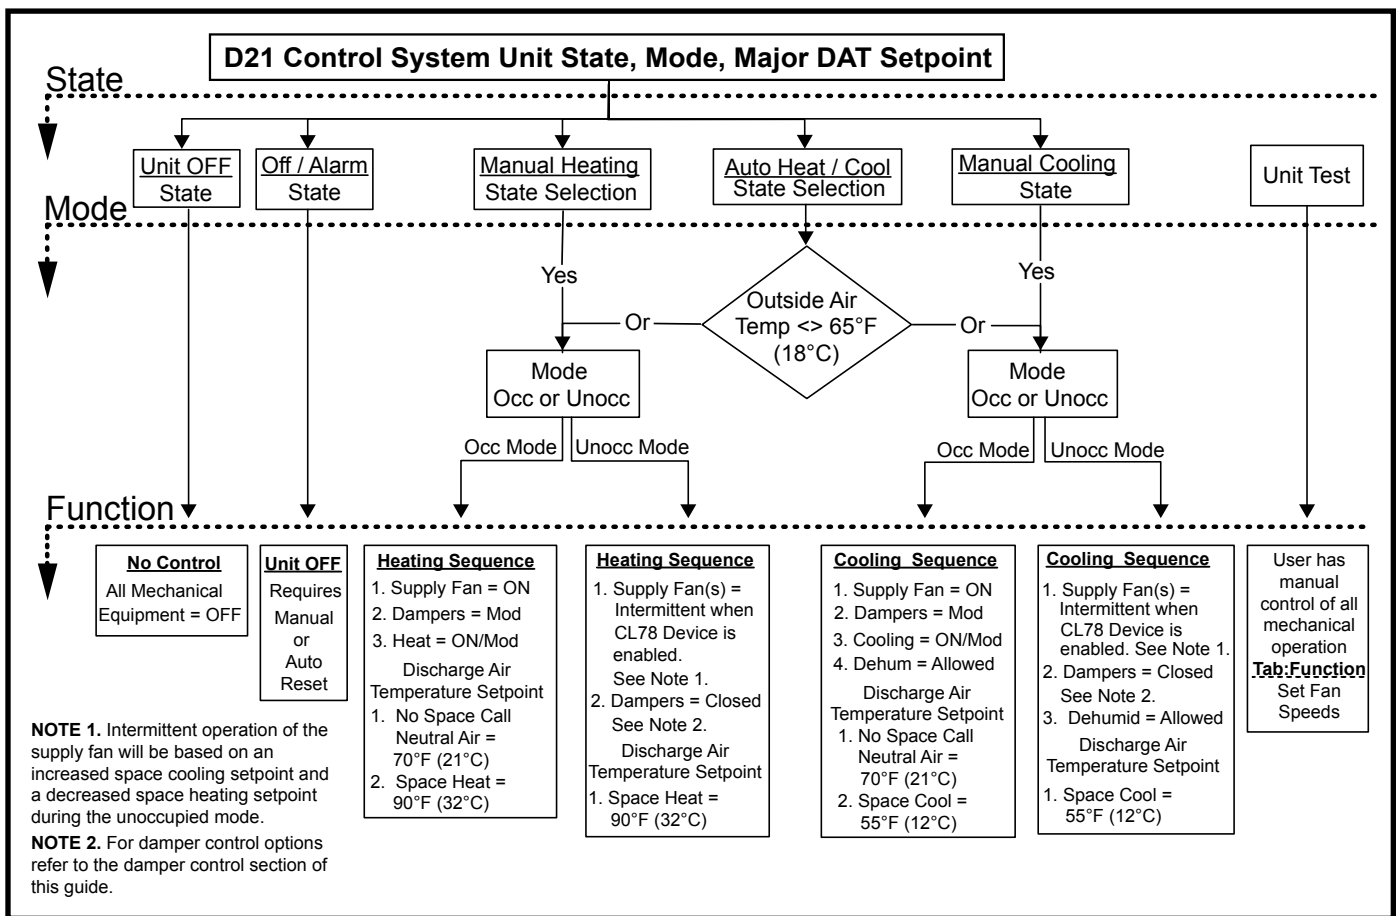 D21 Control System Unit State, Mode, Major DAT Setpoint
State
Unit OFF
State
Off / Alarm
State
Manual Heating
State Selection
Auto Heat / Cool
State Selection
Manual Cooling
State
Unit Test
Mode
Yes
Yes
Outside Air
Temp <> 65°F
(18°C)
Or
Or
Mode
Occ or Unocc
Mode
Occ or Unocc
Occ Mode
Unocc Mode
Occ Mode
Unocc Mode
Function
No Control
All Mechanical
Equipment = OFF
Unit OFF
Requires
Manual
or
Auto
Reset
Heating Sequence
1. Supply Fan = ON
2. Dampers = Mod
3. Heat = ON/Mod
Discharge Air
Temperature Setpoint
1. No Space Call
Neutral Air =
70°F (21°C)
2. Space Heat =
90°F (32°C)
Heating Sequence
1. Supply Fan(s) =
Intermittent when
CL78 Device is
enabled.
See Note 1.
2. Dampers = Closed
See Note 2.
Discharge Air
Temperature Setpoint
1. Space Heat =
90°F (32°C)
Cooling Sequence
1. Supply Fan = ON
2. Dampers = Mod
3. Cooling = ON/Mod
4. Dehum = Allowed
Discharge Air
Temperature Setpoint
1. No Space Call
Neutral Air =
70°F (21°C)
2. Space Cool =
55°F (12°C)
Cooling Sequence
1. Supply Fan(s) =
Intermittent when
CL78 Device is
enabled. See Note 1.
2. Dampers = Closed
See Note 2.
3. Dehumid = Allowed
Discharge Air
Temperature Setpoint
1. Space Cool =
55°F (12°C)
User has
manual
control of all
mechanical
operation
Tab:Function
Set Fan
Speeds
NOTE 1. Intermittent operation of the
supply fan will be based on an
increased space cooling setpoint and
a decreased space heating setpoint
during the unoccupied mode.
NOTE 2. For damper control options
refer to the damper control section of
this guide.